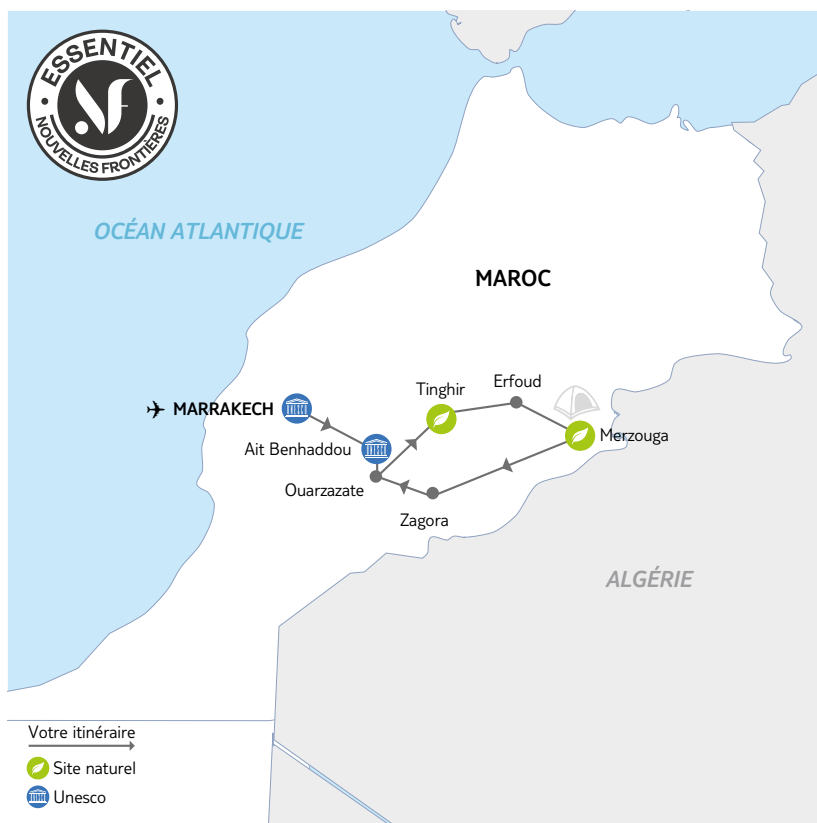 ESSENTIEL
NF
NOUVELLES FRONTIÈRES
OCÉAN ATLANTIQUE
MAROC
Tinghir
Erfoud
MARRAKECH
Merzouga
Ait Benhaddou
Ouarzazate
Zagora
ALGÉRIE
Votre itinéraire
Site naturel
Unesco